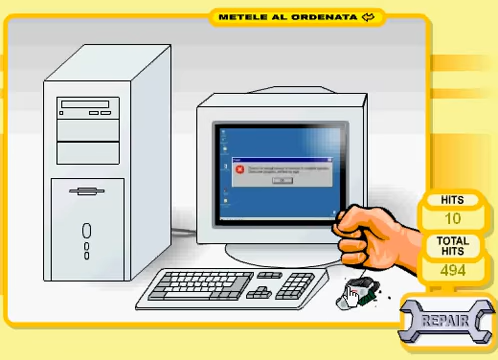 METELE AL ORDENATA
HITS
10
TOTAL
HITS
494
REPAIR